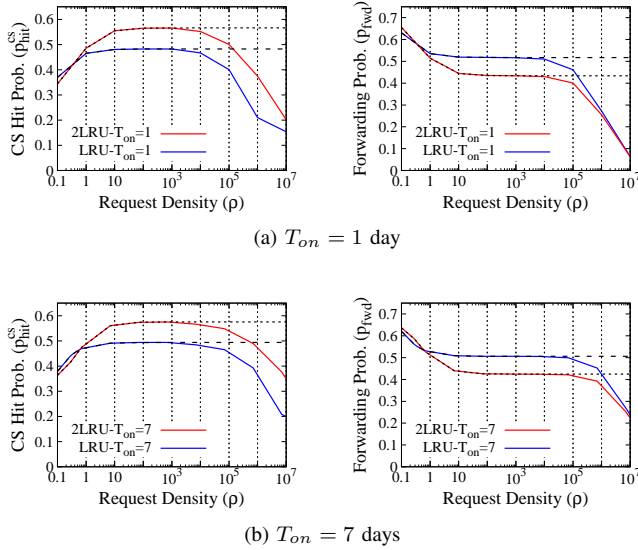 CS Hit Prob. (p_hit^cs)
0.6
0.5
0.4
0.3
0.2
0.1
0
2LRU-T_on=1
LRU-T_on=1
0.1 1 10 10^3 10^5 10^7
Request Density (ρ)
Forwarding Prob. (p_fwd)
0.7
0.6
0.5
0.4
0.3
0.2
0.1
0
2LRU-T_on=1
LRU-T_on=1
0.1 1 10 10^3 10^5 10^7
Request Density (ρ)
(a) T_on = 1 day
CS Hit Prob. (p_hit^cs)
0.6
0.5
0.4
0.3
0.2
0.1
0
2LRU-T_on=7
LRU-T_on=7
0.1 1 10 10^3 10^5 10^7
Request Density (ρ)
Forwarding Prob. (p_fwd)
0.7
0.6
0.5
0.4
0.3
0.2
0.1
0
2LRU-T_on=7
LRU-T_on=7
0.1 1 10 10^3 10^5 10^7
Request Density (ρ)
(b) T_on = 7 days